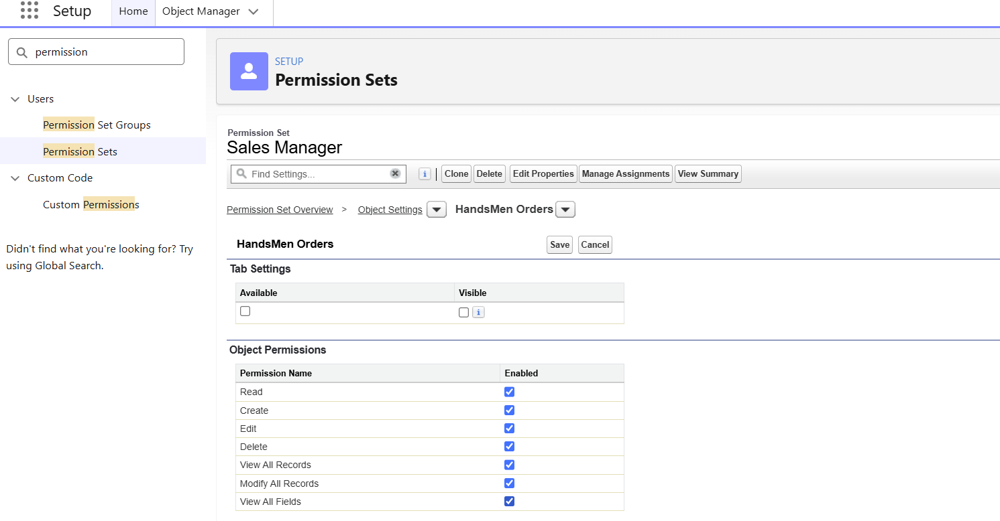 Setup Home Object Manager
permission
SETUP
Permission Sets
Users
Permission Set Groups
Permission Sets
Custom Code
Custom Permissions
Didn't find what you're looking for? Try
using Global Search.
Permission Set
Sales Manager
Find Settings... i Clone Delete Edit Properties Manage Assignments View Summary
Permission Set Overview > Object Settings HandsMen Orders
HandsMen Orders Save Cancel
Tab Settings
Available Visible
i
Object Permissions
Permission Name Enabled
Read
Create
Edit
Delete
View All Records
Modify All Records
View All Fields